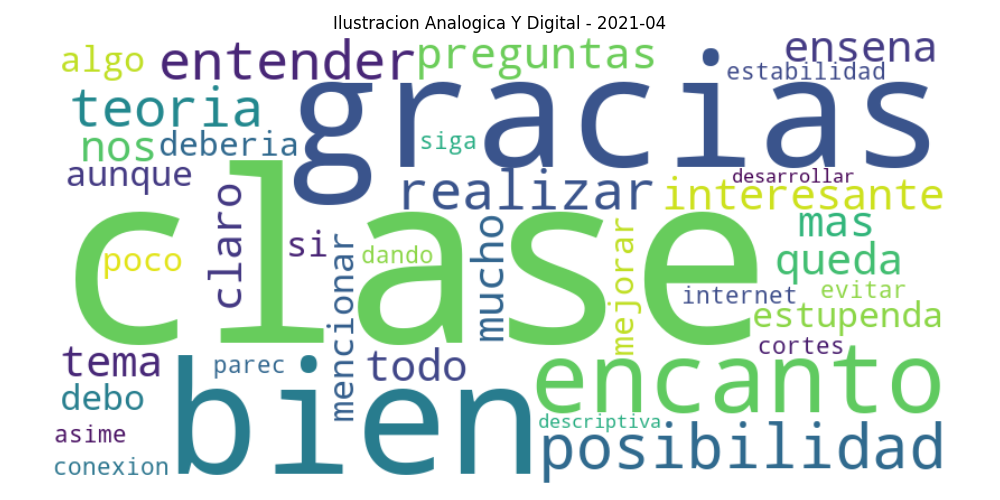 Ilustracion Analogica Y Digital - 2021-04
algo
entender
preguntas
ensena
estabilidad
teoria
gracias
nos
deberia
siga
aunque
realizar
desarrollar
interesante
clase
claro
si
mucho
mas
poco
dando
mejorar
queda
mencionar
internet
evitar
estupenda
tema
parec
todo
encanto
cortes
debo
bien
asime
descriptiva
posibilidad
conexion